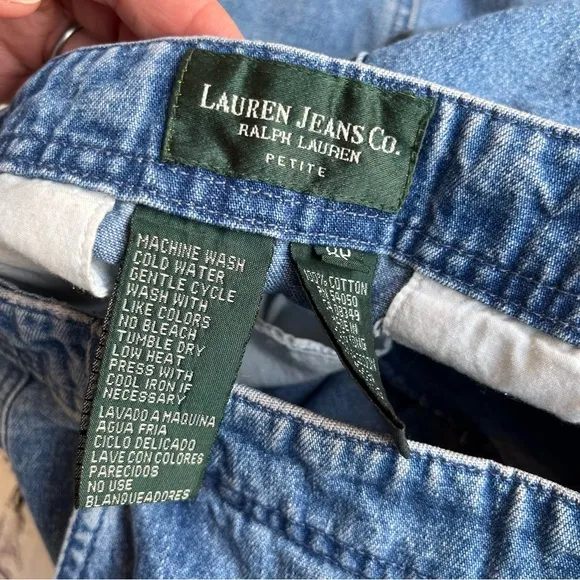 LAUREN JEANS CO.
RALPH LAUREN
PETITE
MACHINE WASH
COLD WATER
GENTLE CYCLE
WASH WITH
LIKE COLORS
NO BLEACH
TUMBLE DRY
LOW HEAT
PRESS WITH
COOL IRON IF
NECESSARY
LAVADO A MAQUINA
AGUA FRIA
CICLO DELICADO
LAVE CON COLORES
PARECIDOS
NO USE
BLANQUEADORES
100% COTTON
54050